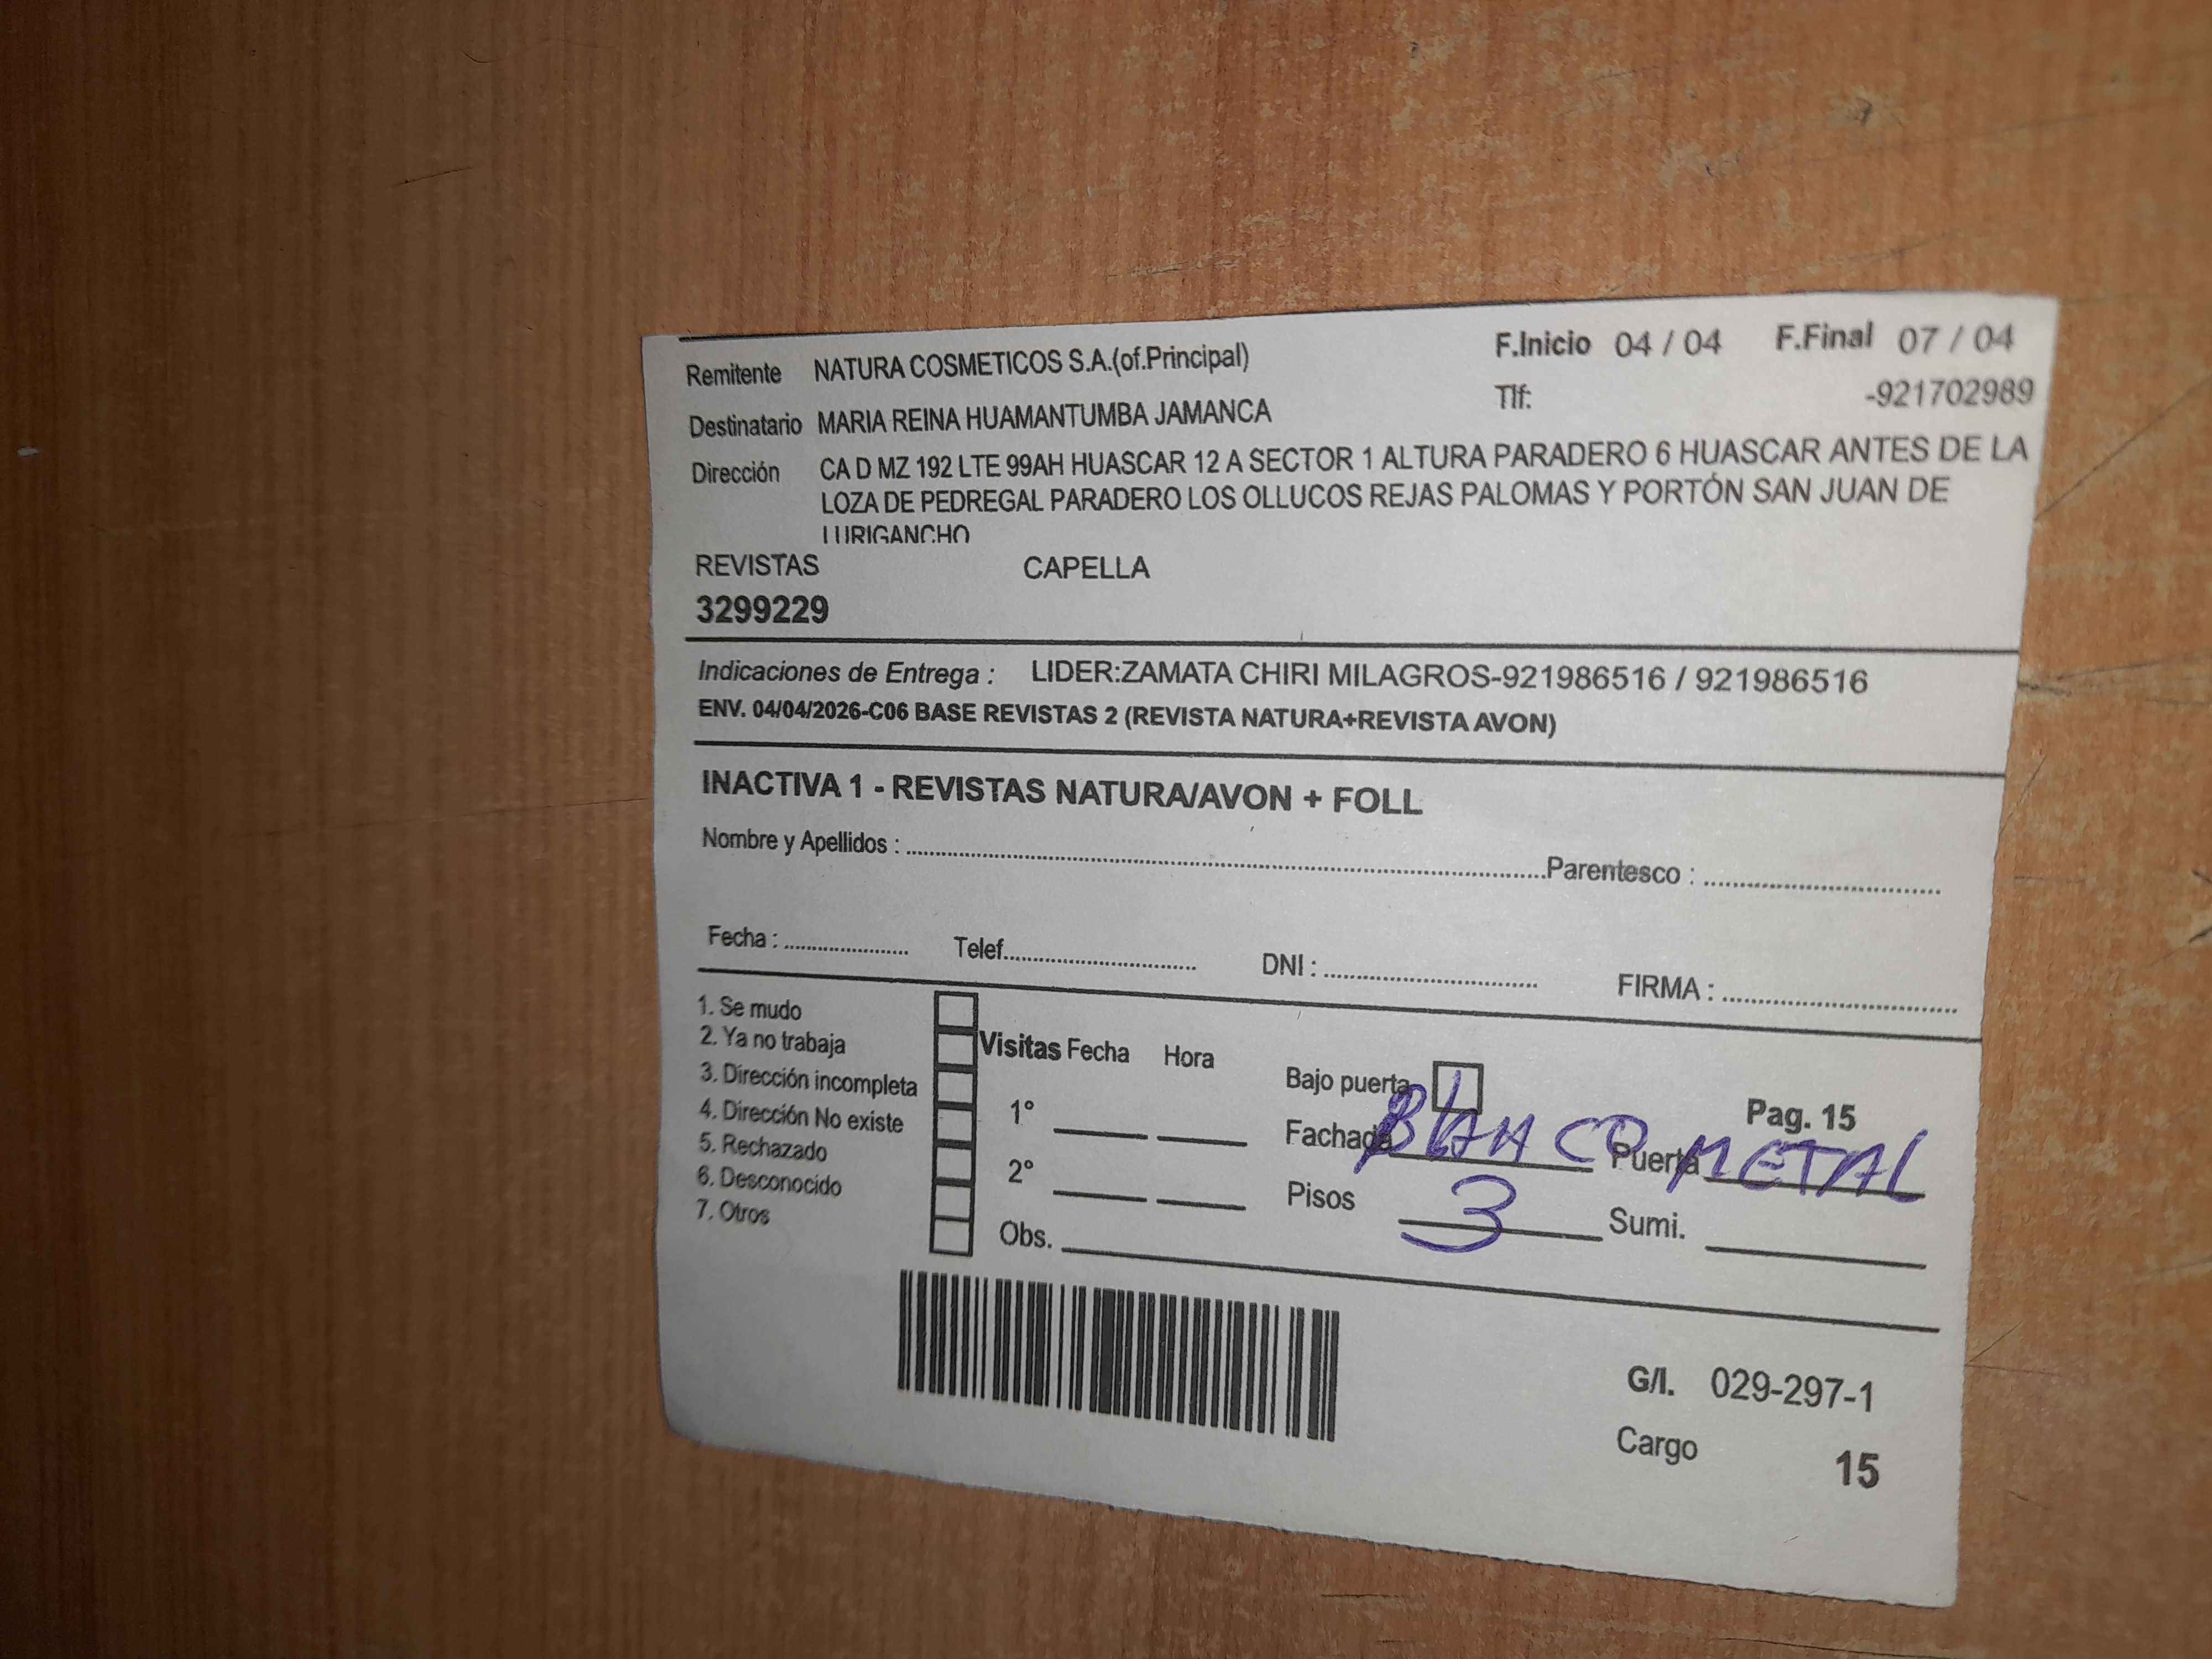 Remitente NATURA COSMETICOS S.A.(of.Principal) F.Inicio 04 / 04 F.Final 07 / 04
Destinatario MARIA REINA HUAMANTUMBA JAMANCA Tlf: -921702989
Dirección CA D MZ 192 LTE 99AH HUASCAR 12 A SECTOR 1 ALTURA PARADERO 6 HUASCAR ANTES DE LA
LOZA DE PEDREGAL PARADERO LOS OLLUCOS REJAS PALOMAS Y PORTÓN SAN JUAN DE
LURIGANCHO
REVISTAS CAPELLA
3299229
Indicaciones de Entrega : LIDER:ZAMATA CHIRI MILAGROS-921986516 / 921986516
ENV. 04/04/2026-C06 BASE REVISTAS 2 (REVISTA NATURA+REVISTA AVON)
INACTIVA 1 - REVISTAS NATURA/AVON + FOLL
Nombre y Apellidos : Parentesco :
Fecha : Telef. DNI : FIRMA :
1. Se mudo
2. Ya no trabaja
3. Dirección incompleta
4. Dirección No existe
5. Rechazado
6. Desconocido
7. Otros
Visitas Fecha Hora
1°
2°
Obs.
Bajo puerta Pag. 15
Fachada BLANCO Puerta METAL
Pisos 3 Sumi.
G/I. 029-297-1
Cargo 15